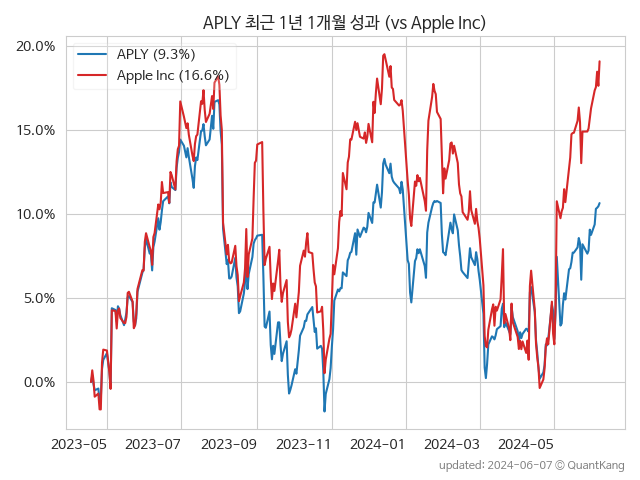 APLY 최근 1년 1개월 성과 (vs Apple Inc)
20.0%
15.0%
10.0%
5.0%
0.0%
APLY (9.3%)
Apple Inc (16.6%)
2023-05 2023-07 2023-09 2023-11 2024-01 2024-03 2024-05
updated: 2024-06-07 © QuantKang